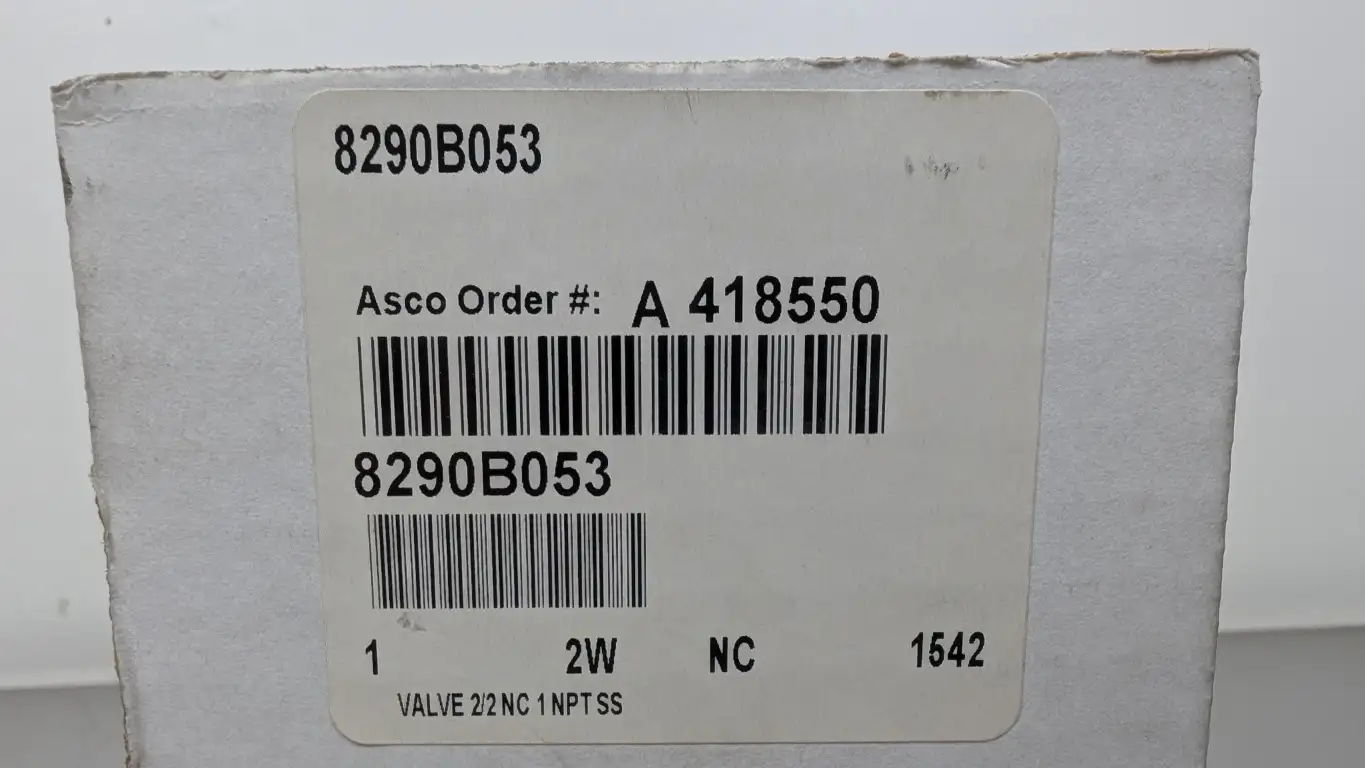 8290B053
Asco Order #: A 418550
8290B053
1 2W NC 1542
VALVE 2/2 NC 1 NPT SS